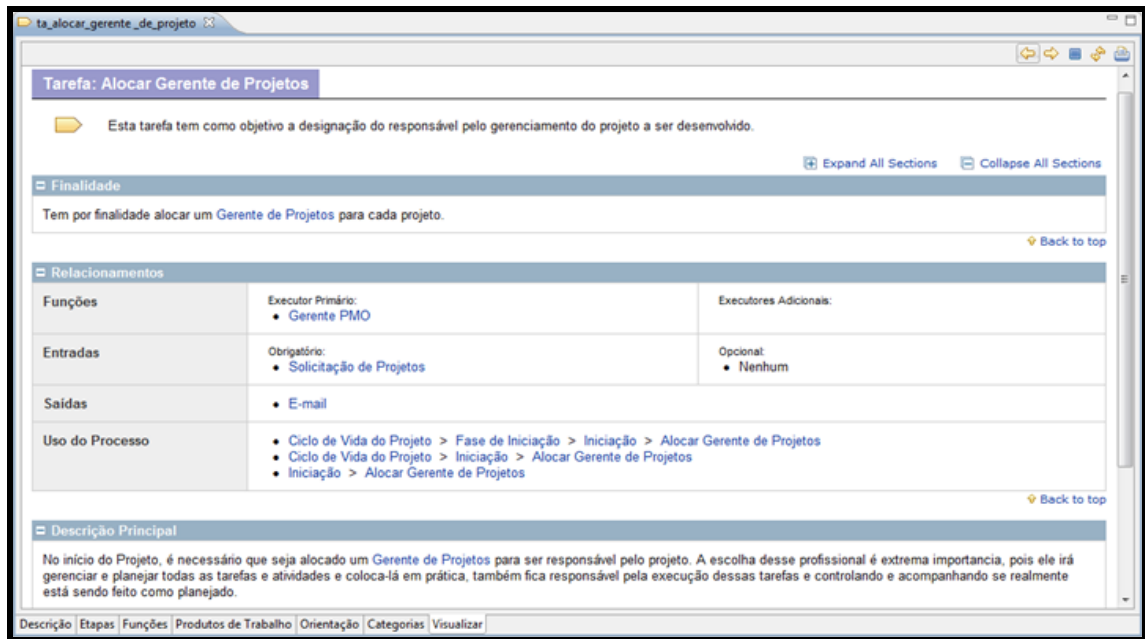 ta_alocar_gerente _de_projeto
Tarefa: Alocar Gerente de Projetos
Esta tarefa tem como objetivo a designação do responsável pelo gerenciamento do projeto a ser desenvolvido.
Expand All Sections Collapse All Sections
Finalidade
Tem por finalidade alocar um Gerente de Projetos para cada projeto.
Back to top
Relacionamentos
Funções
Executor Primário:
• Gerente PMO
Executores Adicionais:
Entradas
Obrigatório:
• Solicitação de Projetos
Opcional:
• Nenhum
Saídas
• E-mail
Uso do Processo
• Ciclo de Vida do Projeto > Fase de Iniciação > Iniciação > Alocar Gerente de Projetos
• Ciclo de Vida do Projeto > Iniciação > Alocar Gerente de Projetos
• Iniciação > Alocar Gerente de Projetos
Back to top
Descrição Principal
No início do Projeto, é necessário que seja alocado um Gerente de Projetos para ser responsável pelo projeto. A escolha desse profissional é extrema importancia, pois ele irá
gerenciar e planejar todas as tarefas e atividades e coloca-lá em prática, também fica responsável pela execução dessas tarefas e controlando e acompanhando se realmente
está sendo feito como planejado.
Descrição Etapas Funções Produtos de Trabalho Orientação Categorias Visualizar